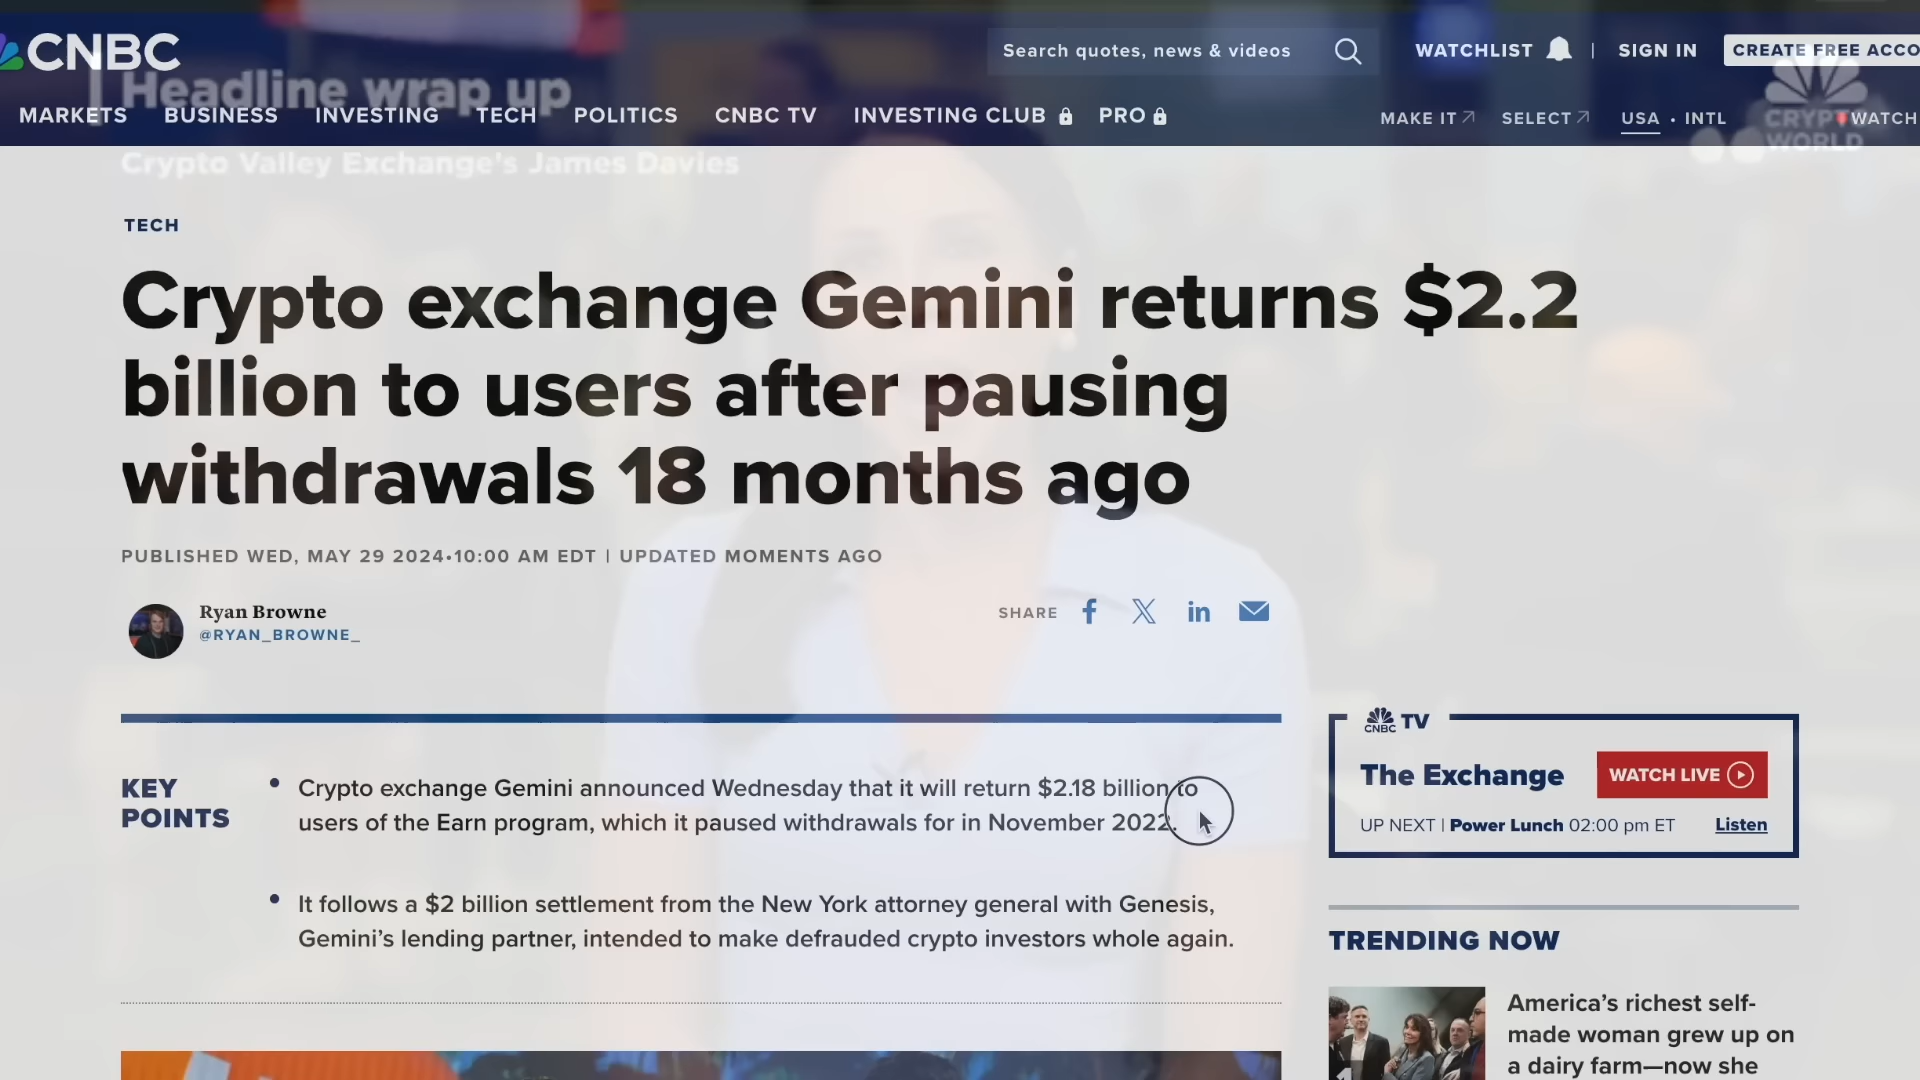 CNBC
Search quotes, news & videos
WATCHLIST
SIGN IN
CREATE FREE ACCO
Headline wrap up
MARKETS
BUSINESS
INVESTING
TECH
POLITICS
CNBC TV
INVESTING CLUB
PRO
MAKE IT
SELECT
USA • INTL
WATCH
CRYPT
WORLD
Crypto Valley Exchange's James Davies
TECH
Crypto exchange Gemini returns $2.2
billion to users after pausing
withdrawals 18 months ago
PUBLISHED WED, MAY 29 2024•10:00 AM EDT | UPDATED MOMENTS AGO
Ryan Browne
@RYAN_BROWNE_
SHARE
KEY
POINTS
Crypto exchange Gemini announced Wednesday that it will return $2.18 billion to
users of the Earn program, which it paused withdrawals for in November 2022.
It follows a $2 billion settlement from the New York attorney general with Genesis,
Gemini’s lending partner, intended to make defrauded crypto investors whole again.
CNBC TV
The Exchange
WATCH LIVE
UP NEXT | Power Lunch 02:00 pm ET
Listen
TRENDING NOW
America’s richest self-
made woman grew up on
a dairy farm—now she